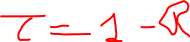 τ = 1 - R